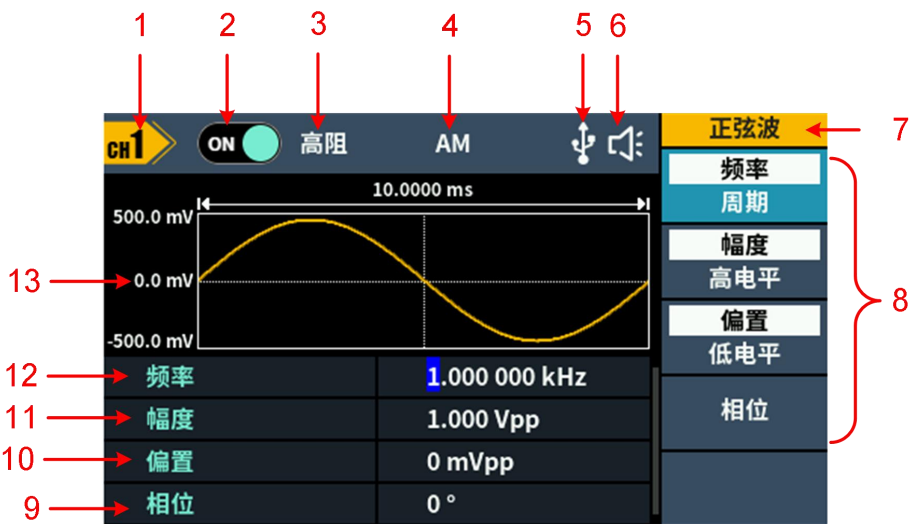 1 2 3 4 5 6
CH1 ON 高阻 AM 正弦波 7
频率
周期
10.0000 ms
500.0 mV
幅度
高电平
13 0.0 mV
8
偏置
低电平
-500.0 mV
12 频率 1.000 000 kHz
相位
11 幅度 1.000 Vpp
10 偏置 0 mVpp
9 相位 0 °